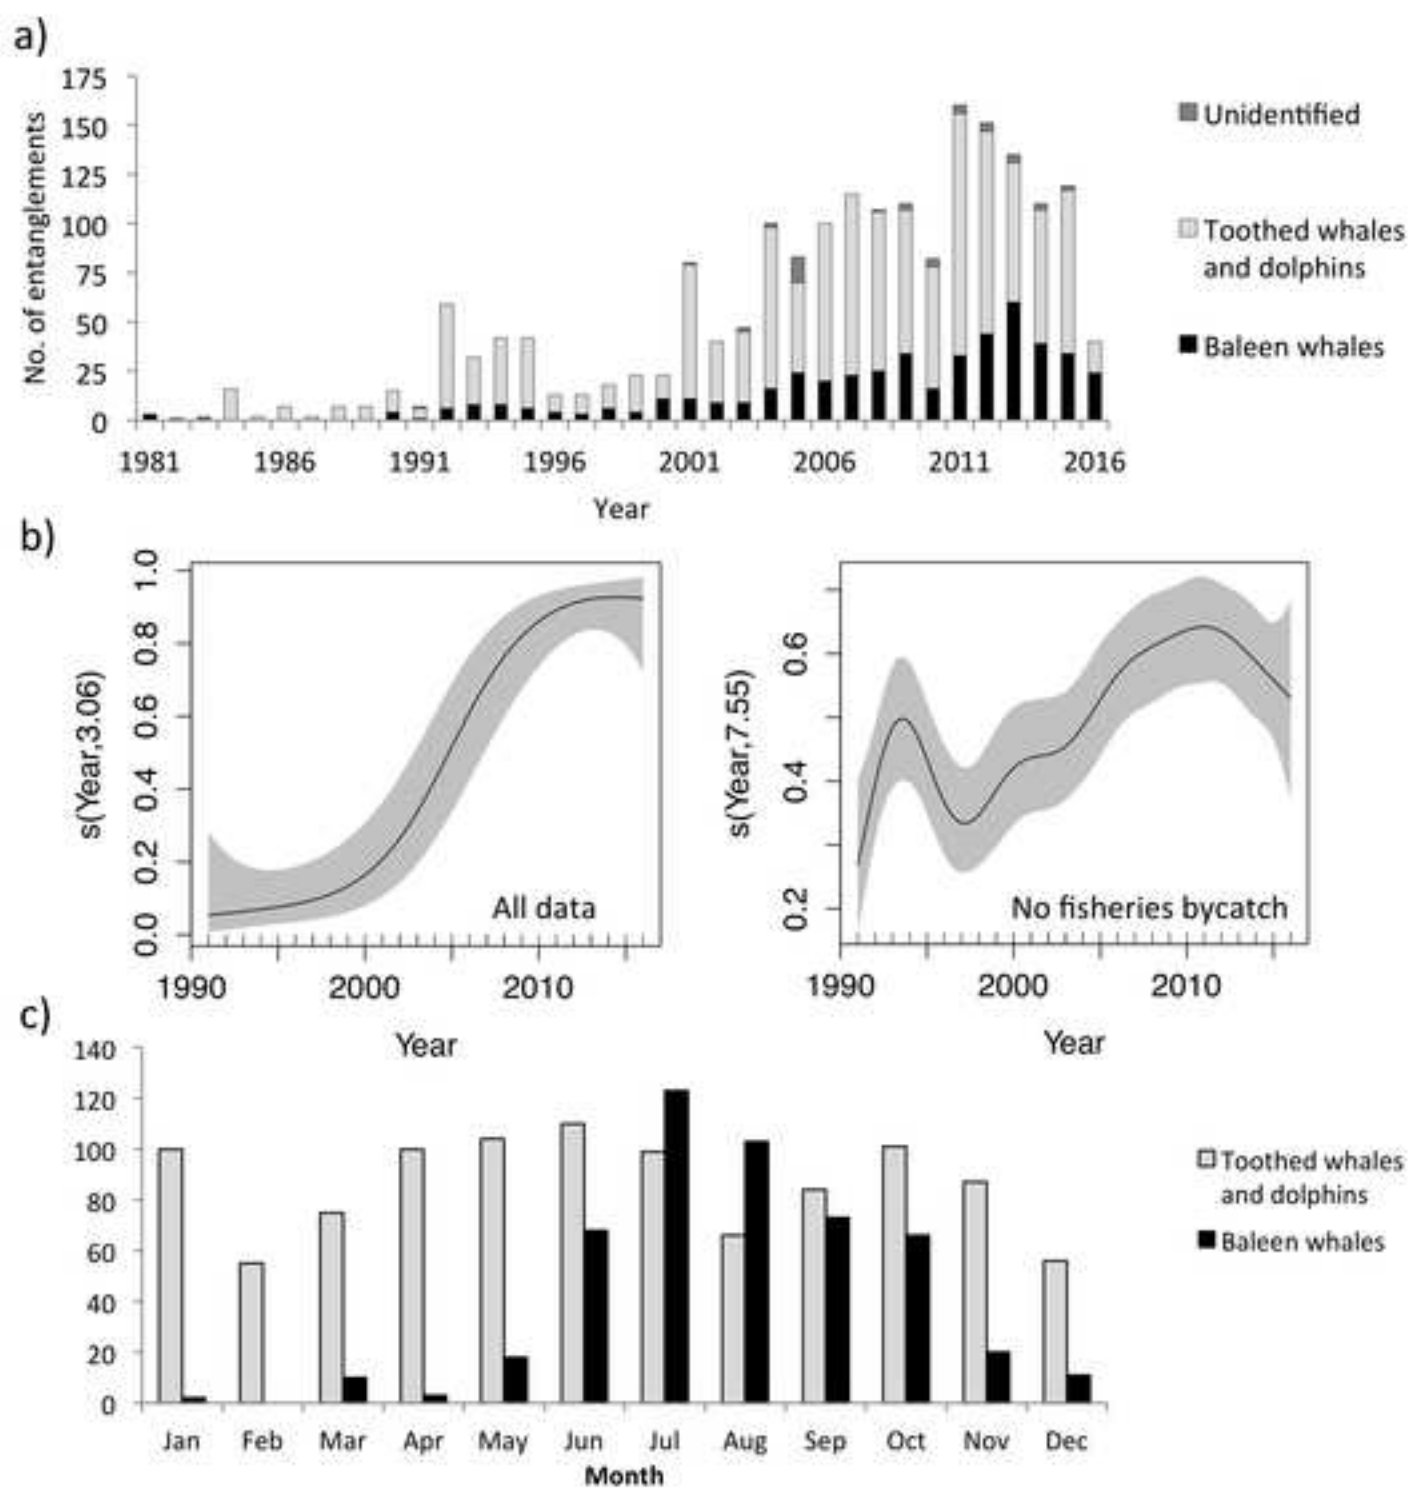 a)
175
150
125
100
75
50
25
0
No. of entanglements
1981 1986 1991 1996 2001 2006 2011 2016
Year
Unidentified
Toothed whales
and dolphins
Baleen whales
b)
1.0
0.8
0.6
0.4
0.2
0.0
s(Year,3.06)
All data
1990 2000 2010
Year
0.6
0.4
0.2
s(Year,7.55)
No fisheries bycatch
1990 2000 2010
Year
c)
140
120
100
80
60
40
20
0
Jan Feb Mar Apr May Jun Jul Aug Sep Oct Nov Dec
Month
Toothed whales
and dolphins
Baleen whales